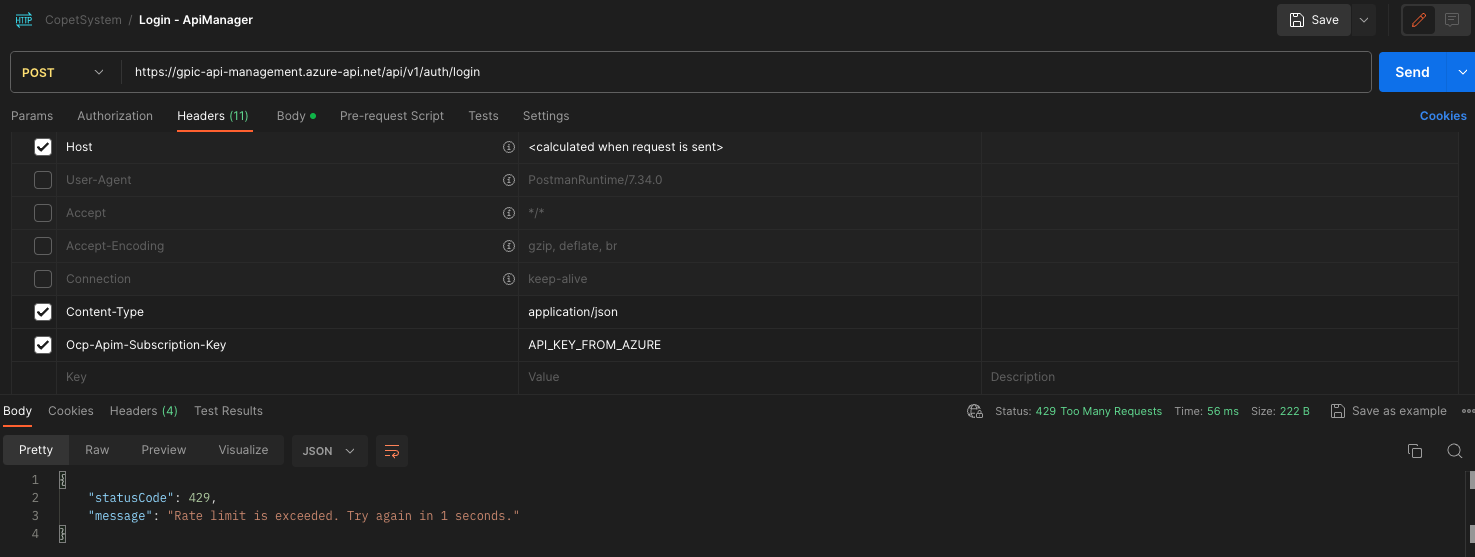 HTTP CopetSystem / Login - ApiManager Save
POST https://gpic-api-management.azure-api.net/api/v1/auth/login Send
Params Authorization Headers (11) Body Pre-request Script Tests Settings Cookies
Host <calculated when request is sent>
User-Agent PostmanRuntime/7.34.0
Accept */*
Accept-Encoding gzip, deflate, br
Connection keep-alive
Content-Type application/json
Ocp-Apim-Subscription-Key API_KEY_FROM_AZURE
Key Value Description
Body Cookies Headers (4) Test Results Status: 429 Too Many Requests Time: 56 ms Size: 222 B Save as example
Pretty Raw Preview Visualize JSON
1 {
2 "statusCode": 429,
3 "message": "Rate limit is exceeded. Try again in 1 seconds."
4 }